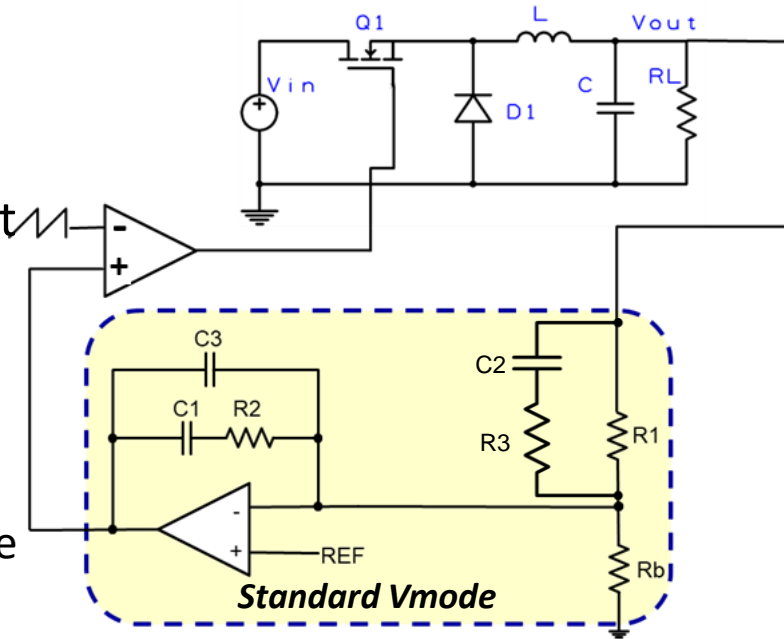 Q1
L
Vout
Vin
D1
C
RL
t
-
+
C3
C2
C1
R2
R3
R1
-
+
REF
Rb
e
Standard Vmode